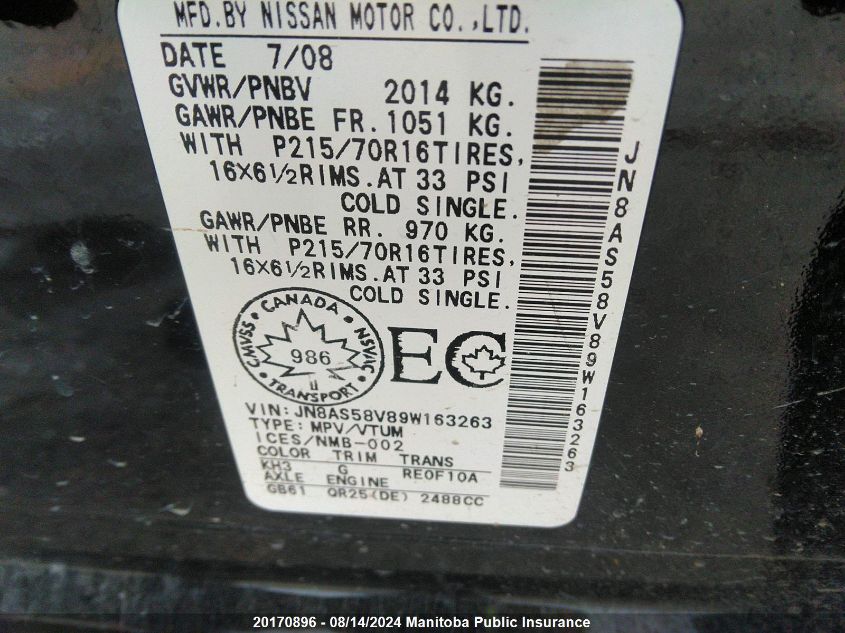 MFD.BY NISSAN MOTOR CO.,LTD.
DATE 7/08
GVWR/PNBV 2014 KG.
GAWR/PNBE FR. 1051 KG.
WITH P215/70R16TIRES,
16X6½RIMS.AT 33 PSI
COLD SINGLE.
GAWR/PNBE RR. 970 KG.
WITH P215/70R16TIRES,
16X6½RIMS.AT 33 PSI
COLD SINGLE.
CANADA
CMVSS NSVAC
986
TRANSPORT
EC
VIN: JN8AS58V89W163263
TYPE: MPV/VTUM
ICES/NMB-002
COLOR TRIM TRANS
KH3 G RE0F10A
AXLE ENGINE
GB61 QR25(DE) 2488CC
JN8AS58V89W163263
20170896 - 08/14/2024 Manitoba Public Insurance